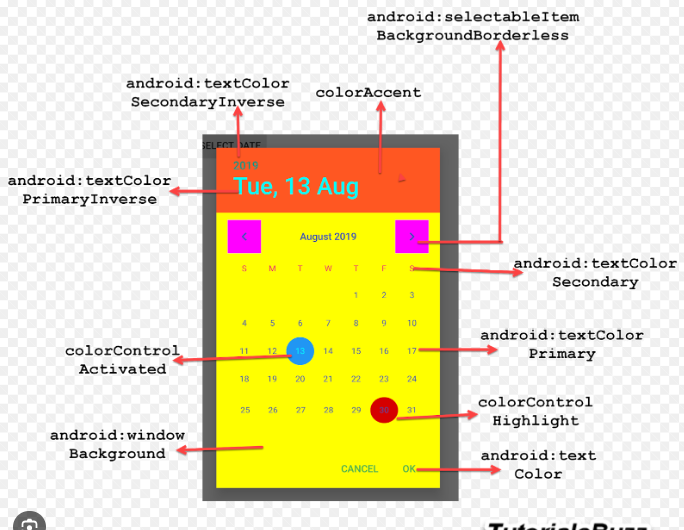 android:selectableItem
BackgroundBorderless
android:textColor
SecondaryInverse
colorAccent
SELECT DATE
2019
android:textColor
PrimaryInverse
Tue, 13 Aug
August 2019
S M T W T F S
android:textColor
Secondary
1 2 3
4 5 6 7 8 9 10
android:textColor
Primary
colorControl
Activated
11 12 13 14 15 16 17
18 19 20 21 22 23 24
colorControl
Highlight
25 26 27 28 29 30 31
android:window
Background
android:text
Color
CANCEL OK
TutorialsBuzz